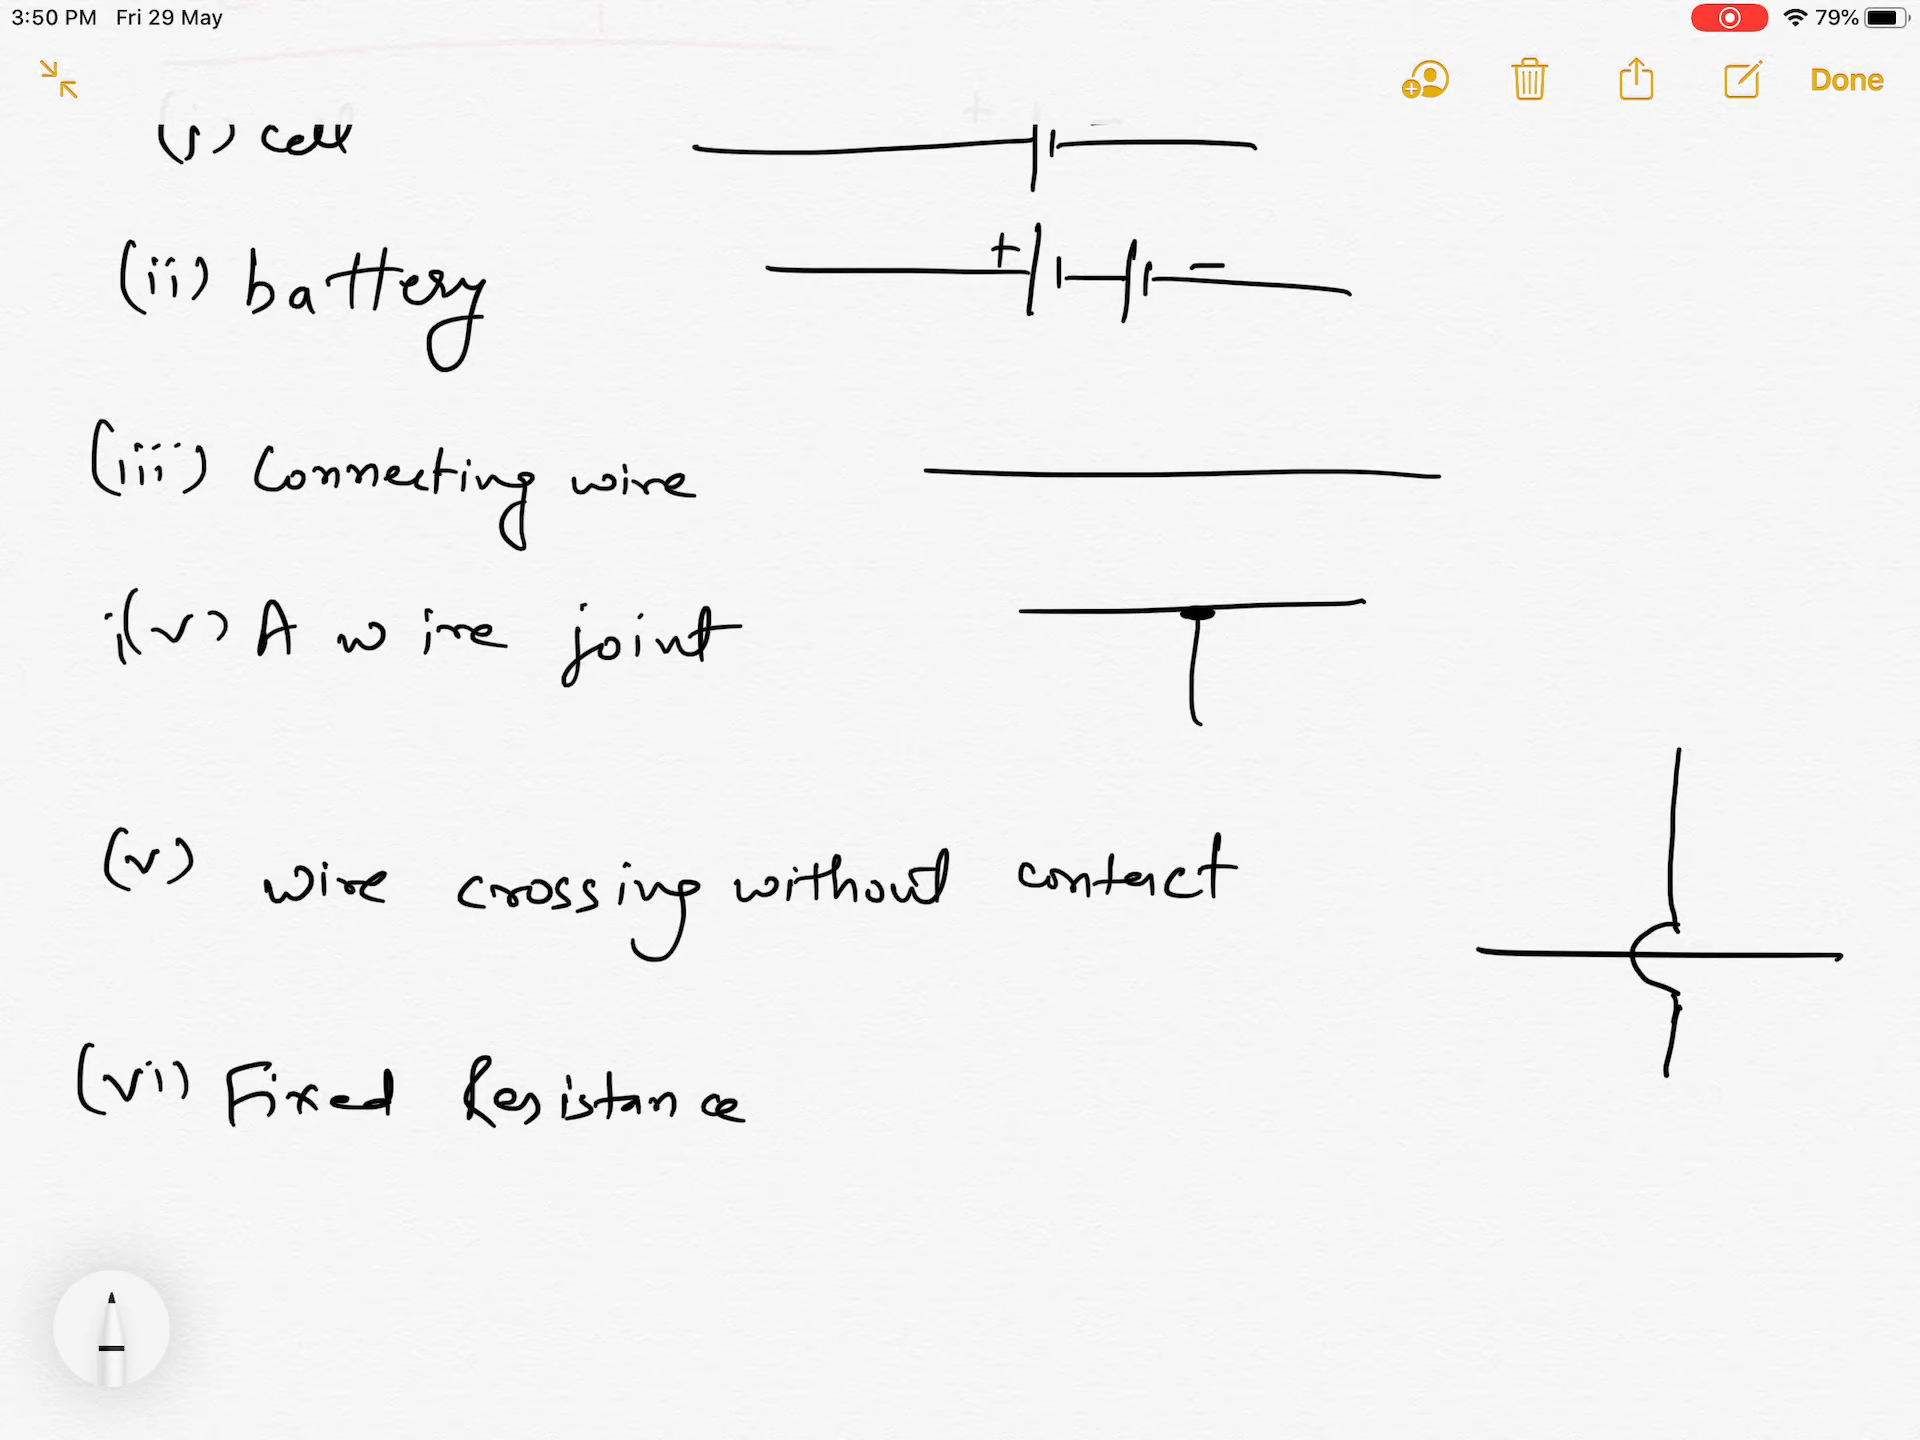 3:50 PM Fri 29 May 79%
Done
(i) cell
+ -
(ii) battery
+ -
(iii) Connecting wire
i(v) A wire joint
(v) wire crossing without contact
(vi) Fixed Resistance